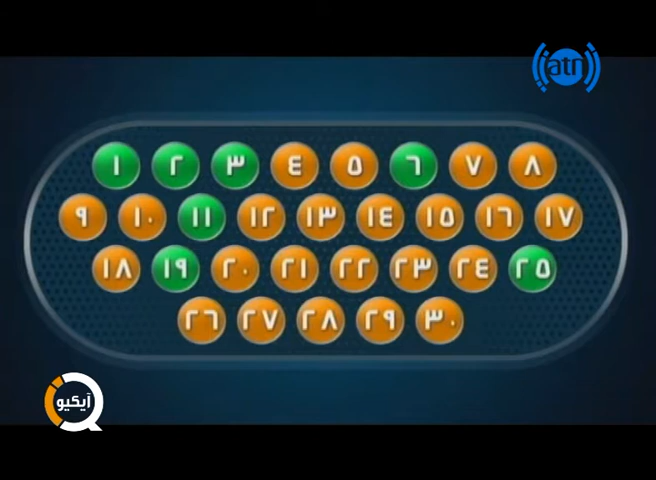 atn
١ ٢ ٣ ٤ ٥ ٦ ٧ ٨
٩ ١٠ ١١ ١٢ ١٣ ١٤ ١٥ ١٦ ١٧
١٨ ١٩ ٢٠ ٢١ ٢٢ ٢٣ ٢٤ ٢٥
٢٦ ٢٧ ٢٨ ٢٩ ٣٠
آیکیو